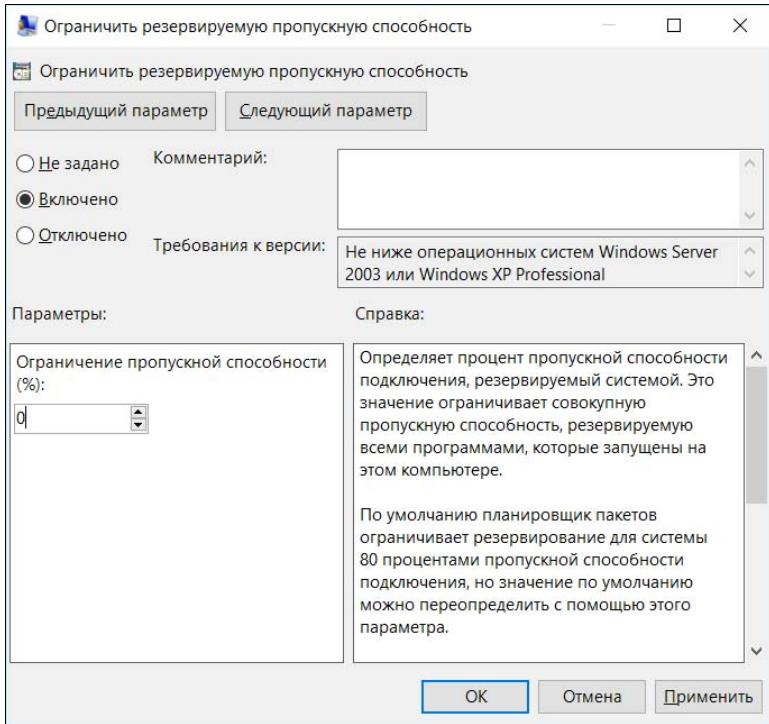 Ограничить резервируемую пропускную способность
Ограничить резервируемую пропускную способность
Предыдущий параметр
Следующий параметр
Не задано
Включено
Отключено
Комментарий:
Требования к версии:
Не ниже операционных систем Windows Server
2003 или Windows XP Professional
Параметры:
Справка:
Ограничение пропускной способности
(%):
0
Определяет процент пропускной способности
подключения, резервируемый системой. Это
значение ограничивает совокупную
пропускную способность, резервируемую
всеми программами, которые запущены на
этом компьютере.
По умолчанию планировщик пакетов
ограничивает резервирование для системы
80 процентами пропускной способности
подключения, но значение по умолчанию
можно переопределить с помощью этого
параметра.
ОК
Отмена
Применить